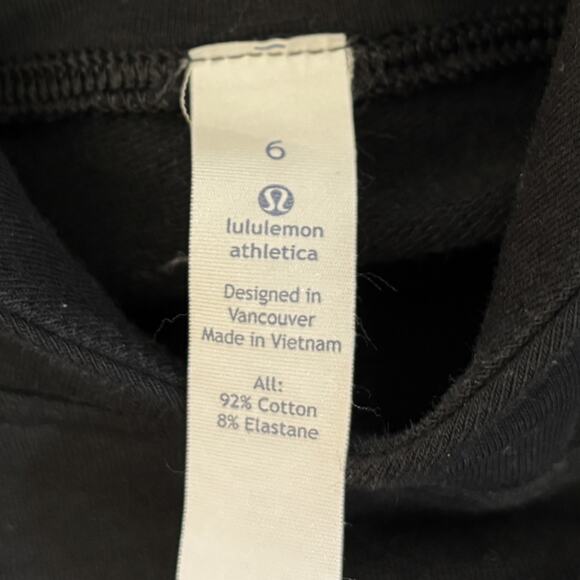 6
lululemon
athletica
Designed in
Vancouver
Made in Vietnam
All:
92% Cotton
8% Elastane